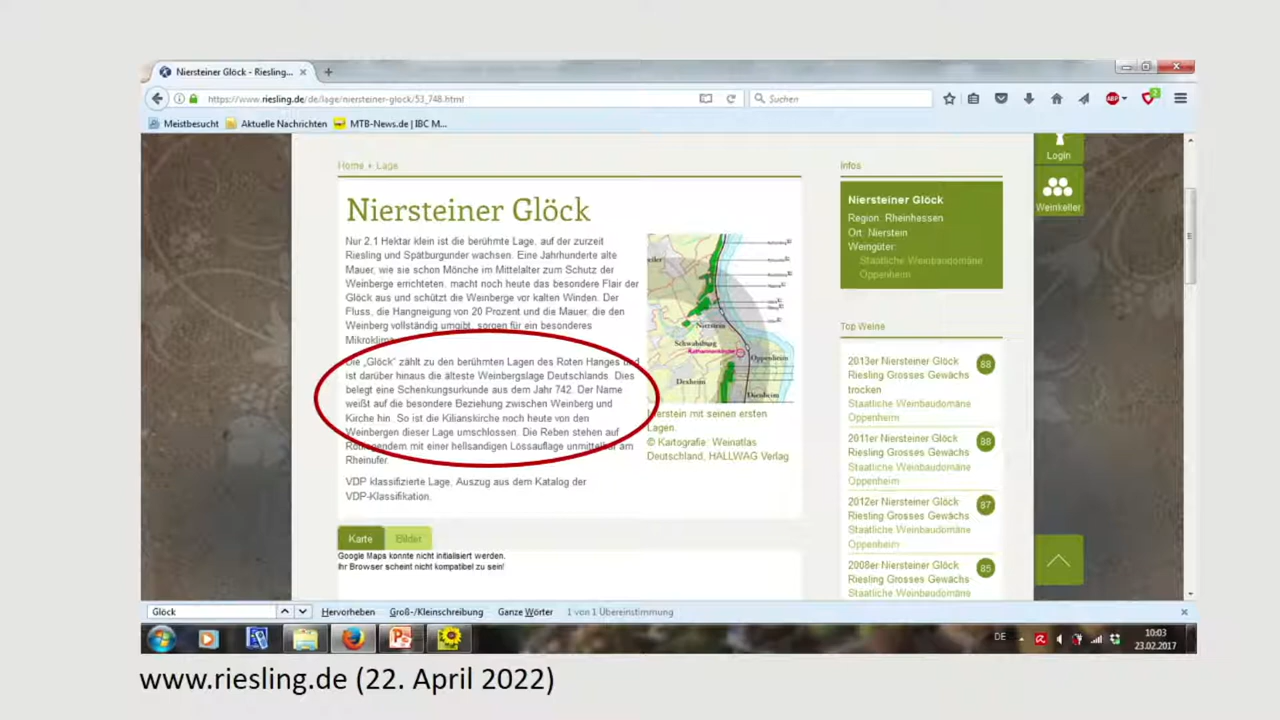 Niersteiner Glöck - Riesling...
https://www.riesling.de/de/lage/niersteiner-glock/53_748.html
Suchen
ABP
2
Meistbesucht
Aktuelle Nachrichten
MTB-News.de | IBC M...
Home + Lage
Niersteiner Glöck
Nur 2,1 Hektar klein ist die berühmte Lage, auf der zurzeit
Riesling und Spätburgunder wachsen. Eine Jahrhunderte alte
Mauer, wie sie schon Mönche im Mittelalter zum Schutz der
Weinberge errichteten, macht noch heute das besondere Flair der
Glöck aus und schützt die Weinberge vor kalten Winden. Der
Fluss, die Hangneigung von 20 Prozent und die Mauer, die den
Weinberg vollständig umgibt, sorgen für ein besonderes
Mikroklima.
Die „Glöck" zählt zu den berühmten Lagen des Roten Hanges und
ist darüber hinaus die älteste Weinbergslage Deutschlands. Dies
belegt eine Schenkungsurkunde aus dem Jahr 742. Der Name
weißt auf die besondere Beziehung zwischen Weinberg und
Kirche hin. So ist die Kilianskirche noch heute von den
Weinbergen dieser Lage umschlossen. Die Reben stehen auf
Rotliegendem mit einer hellsandigen Lössauflage unmittelbar am
Rheinufer.
VDP klassifizierte Lage, Auszug aus dem Katalog der
VDP-Klassifikation.
Nierstein
Schwabsburg
Katharinenkirche
Oppenheim
Dexheim
Dienheim
Nierstein mit seinen ersten
Lagen.
© Kartografie: Weinatlas
Deutschland, HALLWAG Verlag
Karte
Bilder
Google Maps konnte nicht initialisiert werden.
Ihr Browser scheint nicht kompatibel zu sein!
Infos
Niersteiner Glöck
Region: Rheinhessen
Ort: Nierstein
Weingüter:
Staatliche Weinbaudomäne
Oppenheim
Top Weine
2013er Niersteiner Glöck
Riesling Grosses Gewächs
trocken
88
Staatliche Weinbaudomäne
Oppenheim
2011er Niersteiner Glöck
Riesling Grosses Gewächs
88
Staatliche Weinbaudomäne
Oppenheim
2012er Niersteiner Glöck
Riesling Grosses Gewächs
87
Staatliche Weinbaudomäne
Oppenheim
2008er Niersteiner Glöck
Riesling Grosses Gewächs
85
Staatliche Weinbaudomäne
Login
Weinkeller
Glöck
Hervorheben
Groß-/Kleinschreibung
Ganze Wörter
1 von 1 Übereinstimmung
DE
10:03
23.02.2017
www.riesling.de (22. April 2022)